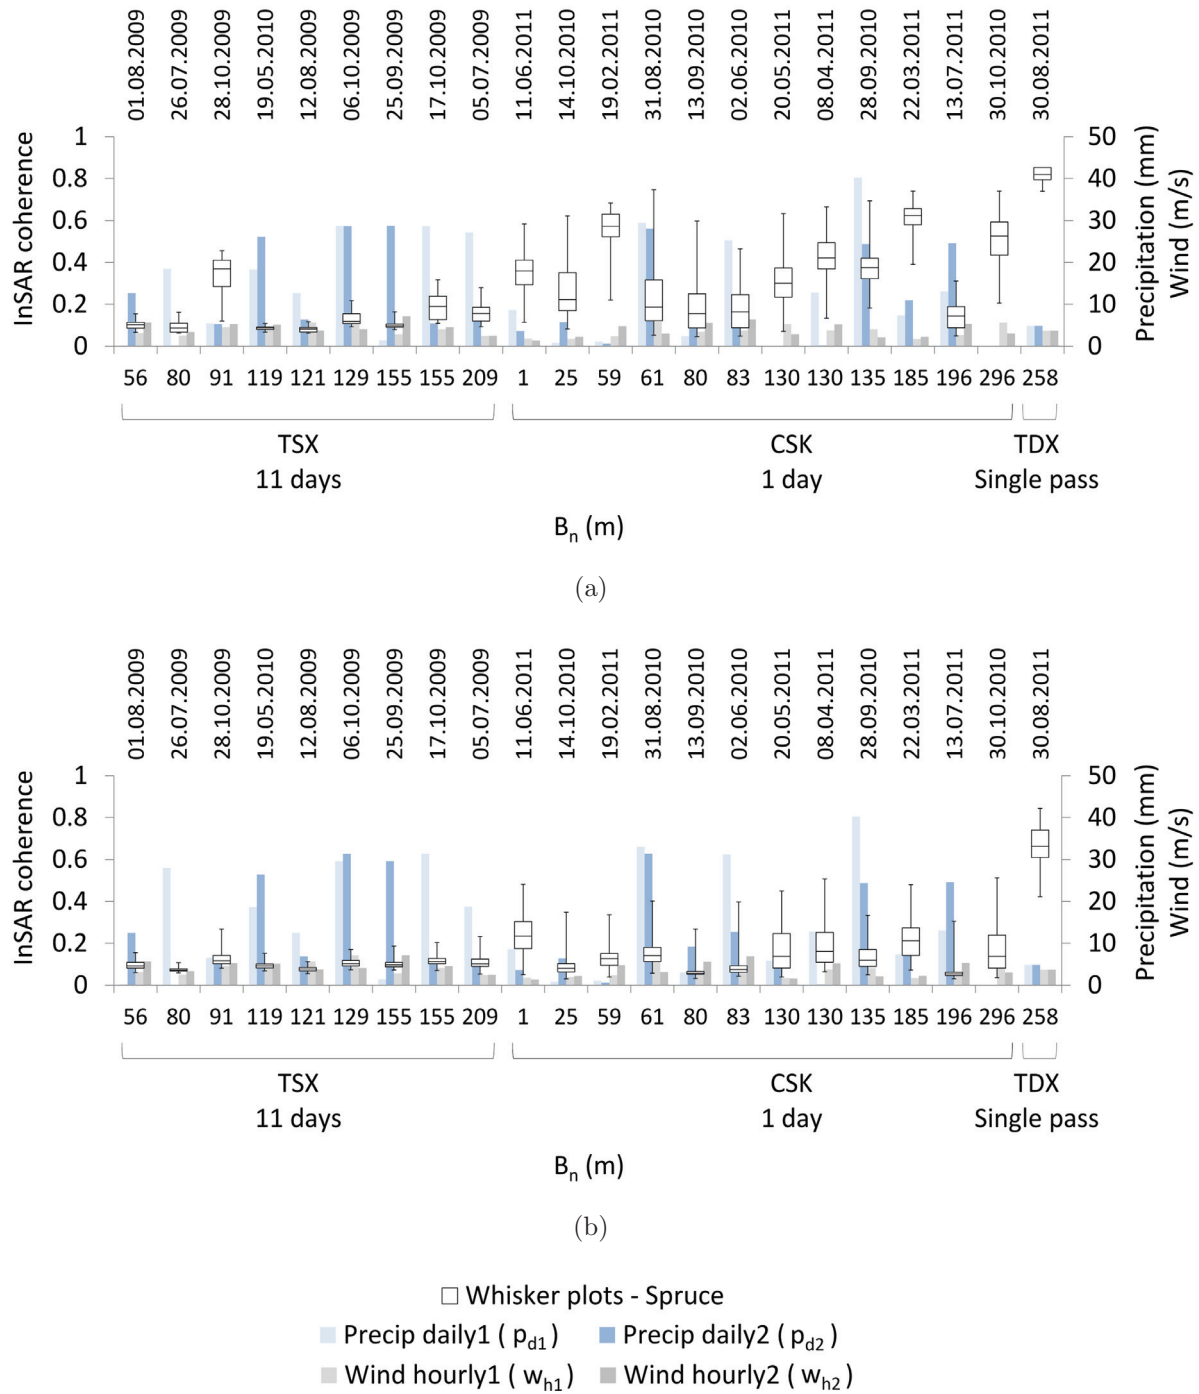 01.08.2009 26.07.2009 28.10.2009 19.05.2010 12.08.2009 06.10.2009 25.09.2009 17.10.2009 05.07.2009 11.06.2011 14.10.2010 19.02.2011 31.08.2010 13.09.2010 02.06.2010 20.05.2011 08.04.2011 28.09.2010 22.03.2011 13.07.2011 30.10.2010 30.08.2011
InSAR coherence
1
0.8
0.6
0.4
0.2
0
50
40
30
20
10
0
Precipitation (mm)
Wind (m/s)
56 80 91 119 121 129 155 155 209 1 25 59 61 80 83 130 130 135 185 196 296 258
TSX CSK TDX
11 days 1 day Single pass
Bn (m)
(a)
01.08.2009 26.07.2009 28.10.2009 19.05.2010 12.08.2009 06.10.2009 25.09.2009 17.10.2009 05.07.2009 11.06.2011 14.10.2010 19.02.2011 31.08.2010 13.09.2010 02.06.2010 20.05.2011 08.04.2011 28.09.2010 22.03.2011 13.07.2011 30.10.2010 30.08.2011
InSAR coherence
1
0.8
0.6
0.4
0.2
0
50
40
30
20
10
0
Precipitation (mm)
Wind (m/s)
56 80 91 119 121 129 155 155 209 1 25 59 61 80 83 130 130 135 185 196 296 258
TSX CSK TDX
11 days 1 day Single pass
Bn (m)
(b)
Whisker plots - Spruce
Precip daily1 ( pd1) Precip daily2 ( pd2)
Wind hourly1 ( wh1) Wind hourly2 ( wh2)